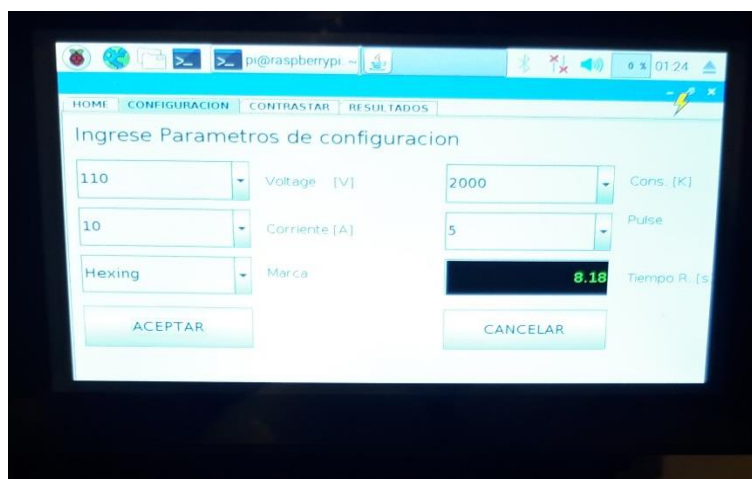 pi@raspberrypi: ~
0 % 01:24
HOME CONFIGURACION CONTRASTAR RESULTADOS
Ingrese Parametros de configuracion
110 Voltage [V] 2000 Cons. [K]
10 Corriente [A] 5 Pulse
Hexing Marca 8.18 Tiempo R. [s
ACEPTAR CANCELAR